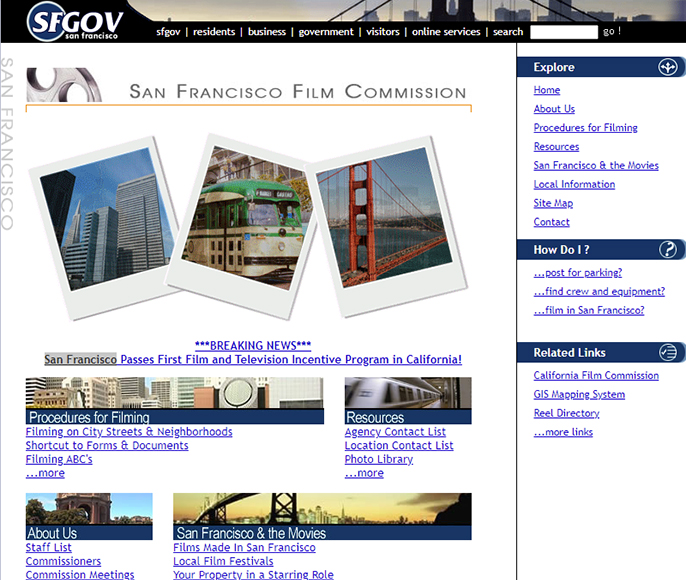 SFGOV
san francisco
sfgov | residents | business | government | visitors | online services | search go !
SAN FRANCISCO
San Francisco Film Commission
***BREAKING NEWS***
San Francisco Passes First Film and Television Incentive Program in California!
Procedures for Filming
Filming on City Streets & Neighborhoods
Shortcut to Forms & Documents
Filming ABC's
...more
Resources
Agency Contact List
Location Contact List
Photo Library
...more
About Us
Staff List
Commissioners
Commission Meetings
San Francisco & the Movies
Films Made In San Francisco
Local Film Festivals
Your Property in a Starring Role
Explore
Home
About Us
Procedures for Filming
Resources
San Francisco & the Movies
Local Information
Site Map
Contact
How Do I ?
...post for parking?
...find crew and equipment?
...film in San Francisco?
Related Links
California Film Commission
GIS Mapping System
Reel Directory
...more links